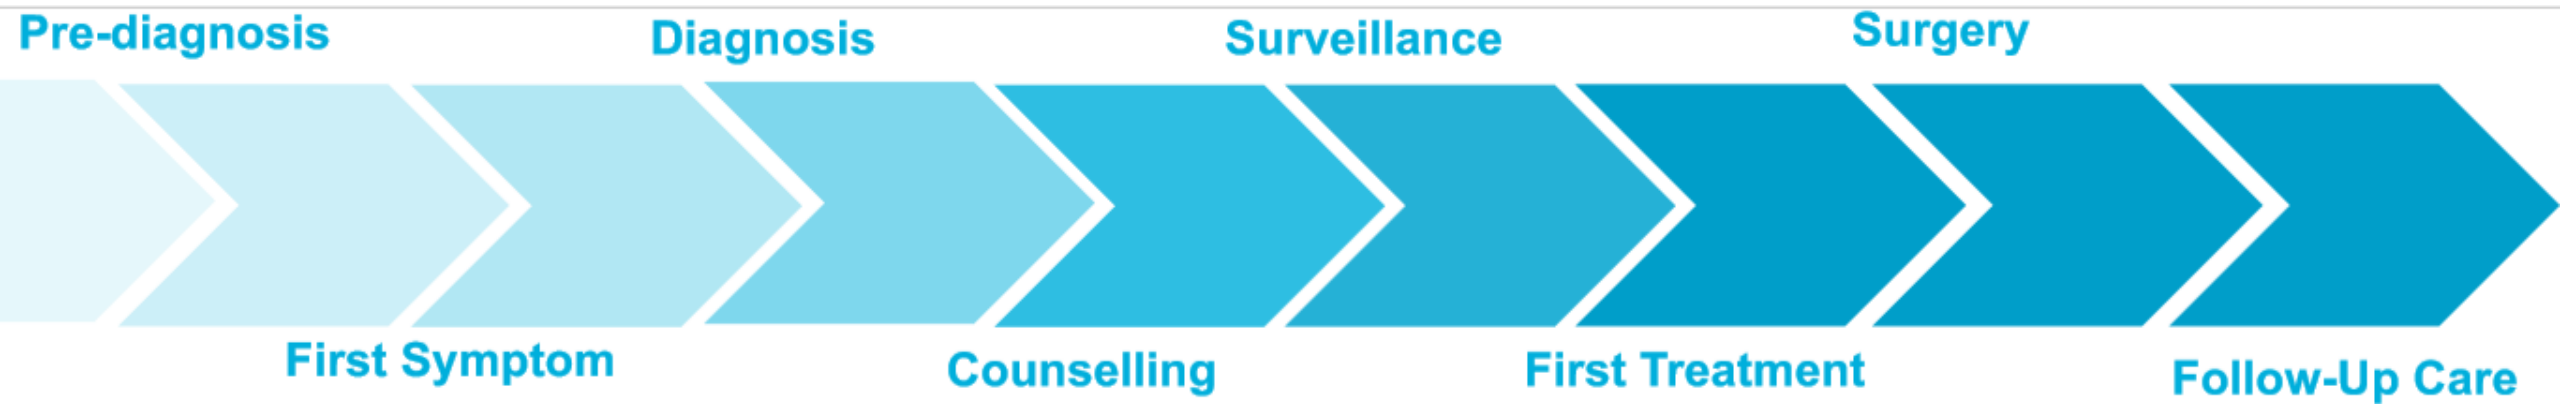 Pre-diagnosis
First Symptom
Diagnosis
Counselling
Surveillance
First Treatment
Surgery
Follow-Up Care